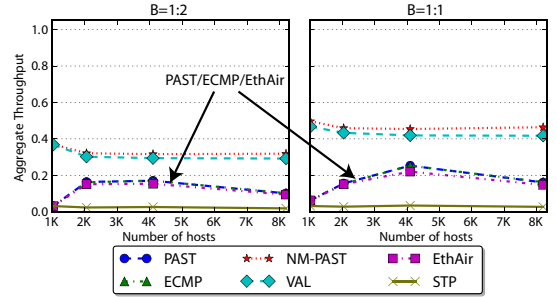 B=1:2
B=1:1
1.0
0.8
0.6
0.4
0.2
0.0
Aggregate Throughput
PAST/ECMP/EthAir
1K 2K 3K 4K 5K 6K 7K 8K
1K 2K 3K 4K 5K 6K 7K 8K
Number of hosts
Number of hosts
PAST NM-PAST EthAir
ECMP VAL STP